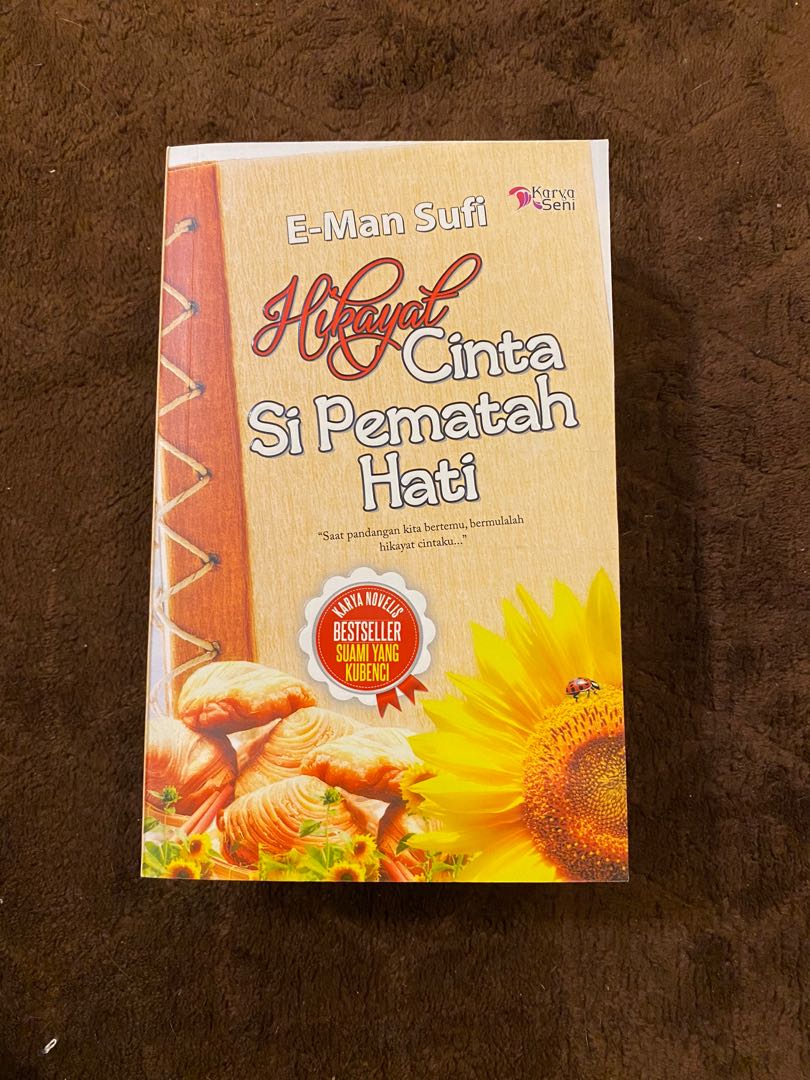 Karya
Seni
E-Man Sufi
Hikayat
Cinta
Si Pematah
Hati
“Saat pandangan kita bertemu, bermulalah
hikayat cintaku...”
KARYA NOVELIS
BESTSELLER
SUAMI YANG
KUBENCI